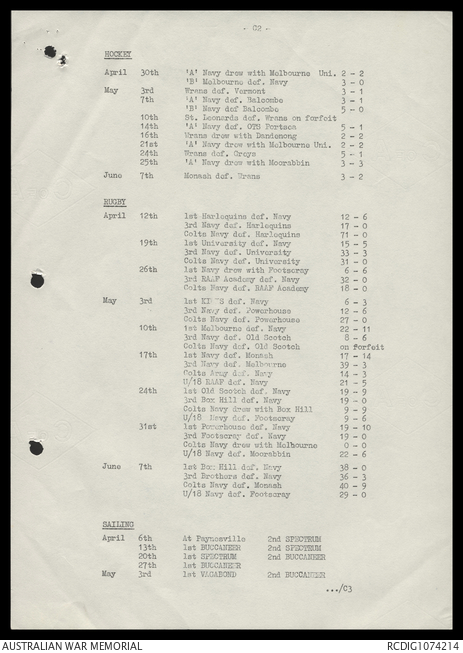 - C2 -
HOCKEY
April 30th 'A' Navy drew with Melbourne Uni. 2 - 2
'B' Melbourne def. Navy 3 - 0
May 3rd Wrans def. Vermont 3 - 1
7th 'A' Navy def. Balcombe 3 - 1
'B' Navy def Balcombe 5 - 0
10th St. Leonards def. Wrans on forfeit
14th 'A' Navy def. OTS Portsea 5 - 1
16th Wrans drew with Dandenong 2 - 2
21st 'A' Navy drew with Melbourne Uni. 2 - 2
24th Wrans def. Greys 5 - 1
25th 'A' Navy drew with Moorabbin 3 - 3
June 7th Monash def. Wrans 3 - 2
RUGBY
April 12th 1st Harlequins def. Navy 12 - 6
3rd Navy def. Harlequins 17 - 0
Colts Navy def. Harlequins 71 - 0
19th 1st University def. Navy 15 - 5
3rd Navy def. University 33 - 3
Colts Navy def. University 31 - 0
26th 1st Navy drew with Footscray 6 - 6
3rd RAAF Academy def. Navy 32 - 0
Colts Navy def. RAAF Academy 18 - 0
May 3rd 1st def. Navy 6 - 3
3rd Navy def. Powerhouse 12 - 6
Colts Navy def. Powerhouse 27 - 0
10th 1st Melbourne def. Navy 22 - 11
3rd Navy def. Old Scotch 8 - 6
Colts Navy def. Old Scotch on forfeit
17th 1st Navy def. Monash 17 - 14
3rd Navy def. Melbourne 39 - 3
Colts Army def. Navy 14 - 3
U/18 RAAF def. Navy 21 - 5
24th 1st Old Scotch def. Navy 19 - 9
3rd Box Hill def. Navy 19 - 0
Colts Navy drew with Box Hill 9 - 9
U/18 Navy def. Footscray 9 - 6
31st 1st Powerhouse def. Navy 19 - 10
3rd Footscray def. Navy 19 - 0
Colts Navy drew with Melbourne 0 - 0
U/18 Navy def. Moorabbin 22 - 6
June 7th 1st Box Hill def. Navy 38 - 0
3rd Brothers def. Navy 36 - 3
Colts Navy def. Monash 40 - 9
U/18 Navy def. Footscray 29 - 0
SAILING
April 6th At Paynesville 2nd SPECTRUM
13th 1st BUCCANEER 2nd SPECTRUM
20th 1st SPECTRUM 2nd BUCCANEER
27th 1st BUCCANEER
May 3rd 1st VAGABOND 2nd BUCCANEER
.../C3
AUSTRALIAN WAR MEMORIAL
RCDIG1074214